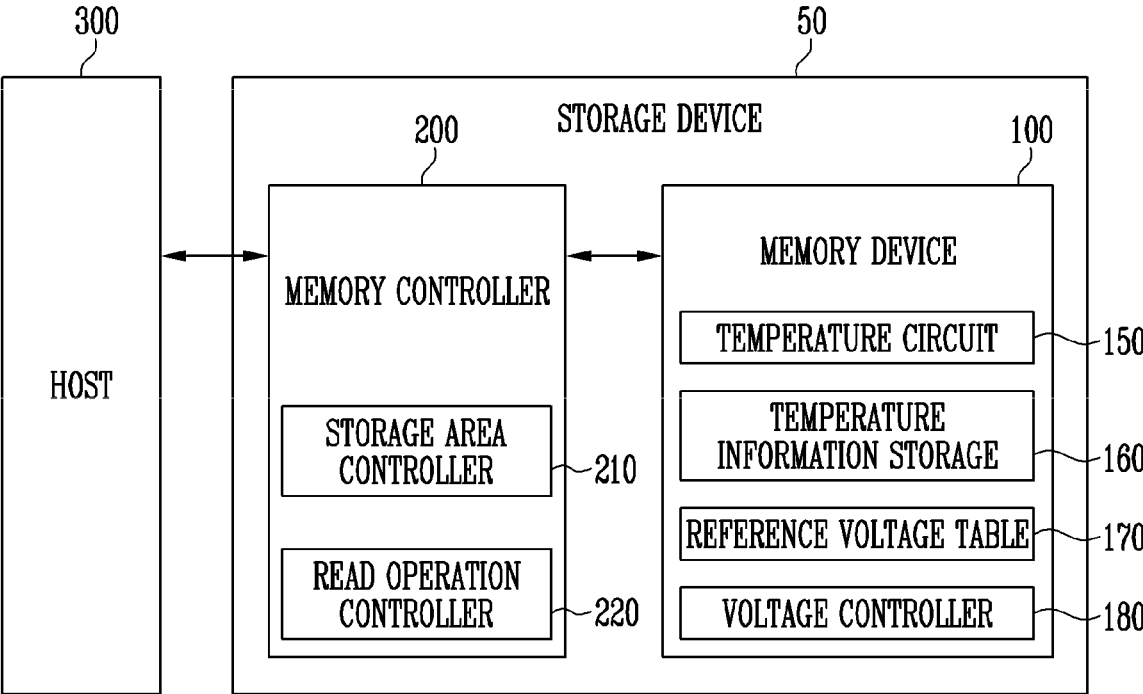 300
50
STORAGE DEVICE
200
100
MEMORY DEVICE
MEMORY CONTROLLER
TEMPERATURE CIRCUIT
150
HOST
TEMPERATURE
INFORMATION STORAGE
160
STORAGE AREA
CONTROLLER
210
REFERENCE VOLTAGE TABLE
170
READ OPERATION
CONTROLLER
220
VOLTAGE CONTROLLER
180